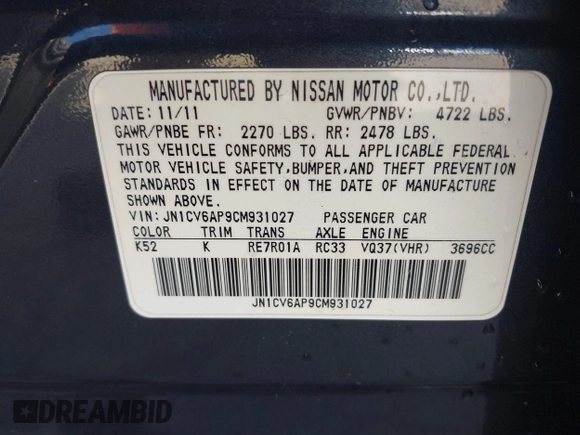 MANUFACTURED BY NISSAN MOTOR CO.,LTD.
DATE: 11/11 GVWR/PNBV: 4722 LBS.
GAWR/PNBE FR: 2270 LBS. RR: 2478 LBS.
THIS VEHICLE CONFORMS TO ALL APPLICABLE FEDERAL
MOTOR VEHICLE SAFETY,BUMPER,AND THEFT PREVENTION
STANDARDS IN EFFECT ON THE DATE OF MANUFACTURE
SHOWN ABOVE.
VIN: JN1CV6AP9CM931027 PASSENGER CAR
COLOR TRIM TRANS AXLE ENGINE
K52 K RE7R01A RC33 VQ37(VHR) 3696CC
JN1CV6AP9CM931027
DREAMBID